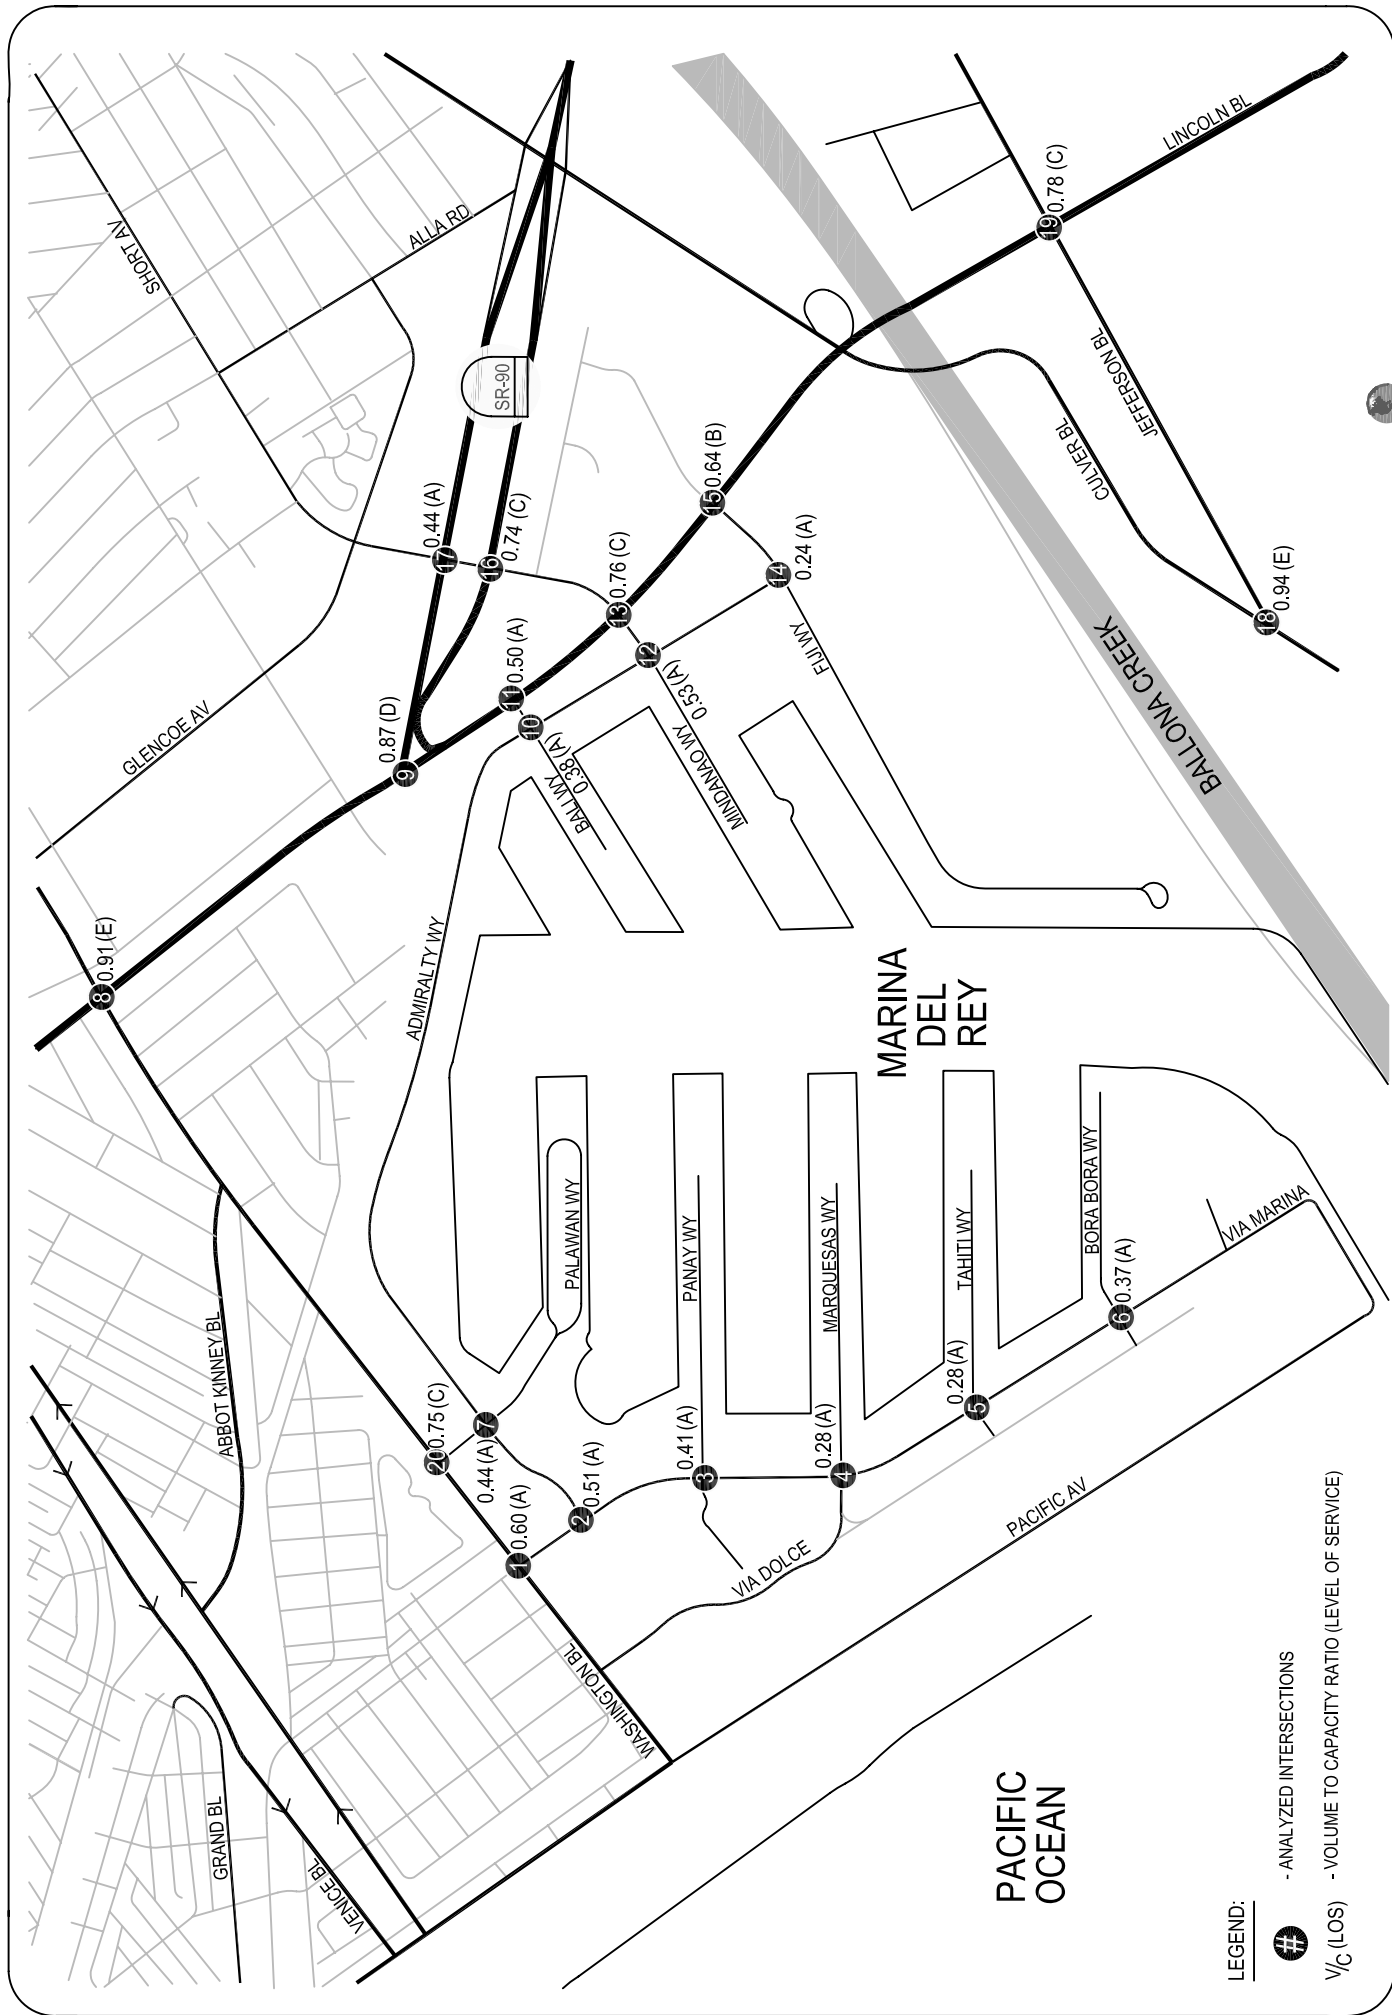 SHORT AV
ALLA RD
SR-90
GLENCOE AV
LINCOLN BL
JEFFERSON BL
CULVER BL
BALLONA CREEK
FIJI WY
MINDANAO WY
BALI WY
ADMIRALTY WY
MARINA
DEL
REY
PALAWAN WY
PANAY WY
MARQUESAS WY
TAHITI WY
BORA BORA WY
VIA MARINA
PACIFIC AV
VIA DOLCE
WASHINGTON BL
ABBOT KINNEY BL
VENICE BL
GRAND BL
PACIFIC
OCEAN
1 0.60 (A)
2 0.51 (A)
3 0.41 (A)
4 0.28 (A)
5 0.28 (A)
6 0.37 (A)
7 0.44 (A)
8 0.91 (E)
9 0.87 (D)
10 0.38 (A)
11 0.50 (A)
12 0.53 (A)
13 0.76 (C)
14 0.24 (A)
15 0.64 (B)
16 0.74 (C)
17 0.44 (A)
18 0.94 (E)
19 0.78 (C)
20 0.75 (C)
LEGEND:
# - ANALYZED INTERSECTIONS
V/C (LOS) - VOLUME TO CAPACITY RATIO (LEVEL OF SERVICE)